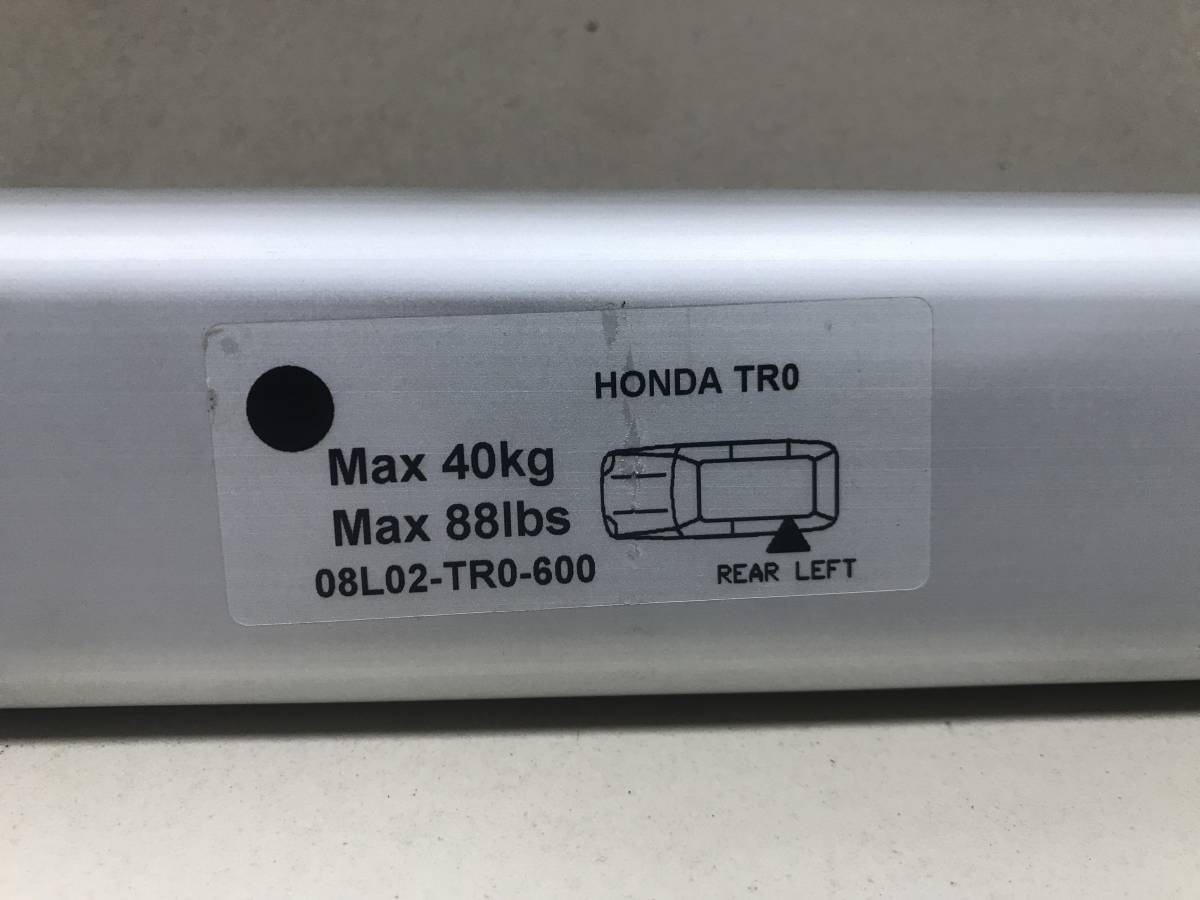 HONDA TR0
Max 40kg
Max 88lbs
08L02-TR0-600
REAR LEFT